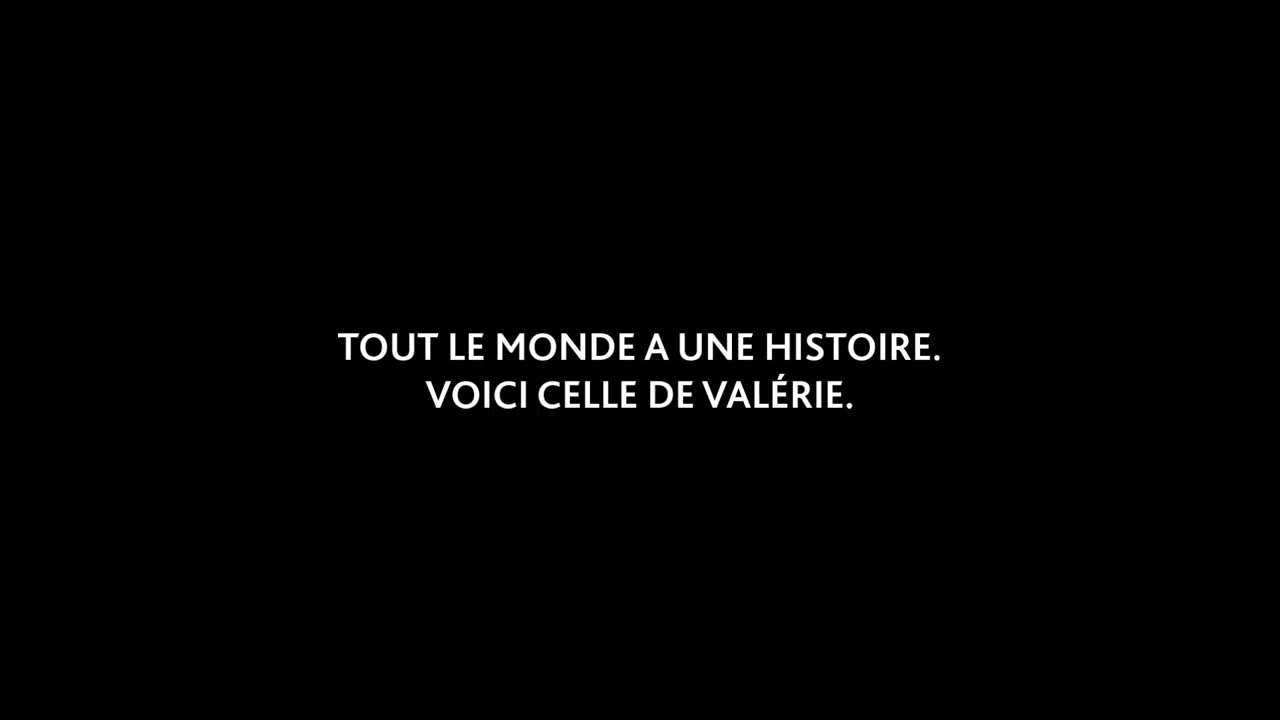 TOUT LE MONDE A UNE HISTOIRE.
VOICI CELLE DE VALÉRIE.